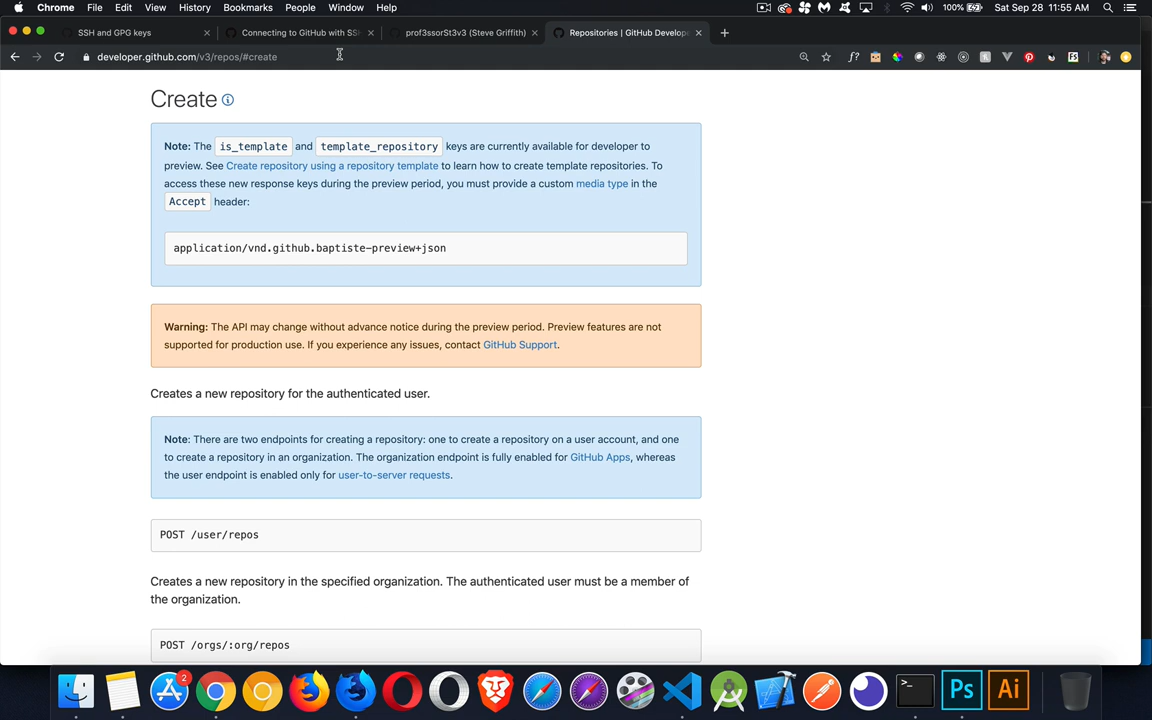 Chrome File Edit View History Bookmarks People Window Help 100% Sat Sep 28 11:55 AM
SSH and GPG keys × Connecting to GitHub with SSH × prof3ssorSt3v3 (Steve Griffith) × Repositories | GitHub Develope ×
developer.github.com/v3/repos/#create
Create
Note: The is_template and template_repository keys are currently available for developer to
preview. See Create repository using a repository template to learn how to create template repositories. To
access these new response keys during the preview period, you must provide a custom media type in the
Accept header:
application/vnd.github.baptiste-preview+json
Warning: The API may change without advance notice during the preview period. Preview features are not
supported for production use. If you experience any issues, contact GitHub Support.
Creates a new repository for the authenticated user.
Note: There are two endpoints for creating a repository: one to create a repository on a user account, and one
to create a repository in an organization. The organization endpoint is fully enabled for GitHub Apps, whereas
the user endpoint is enabled only for user-to-server requests.
POST /user/repos
Creates a new repository in the specified organization. The authenticated user must be a member of
the organization.
POST /orgs/:org/repos
2
>_
Ps
Ai